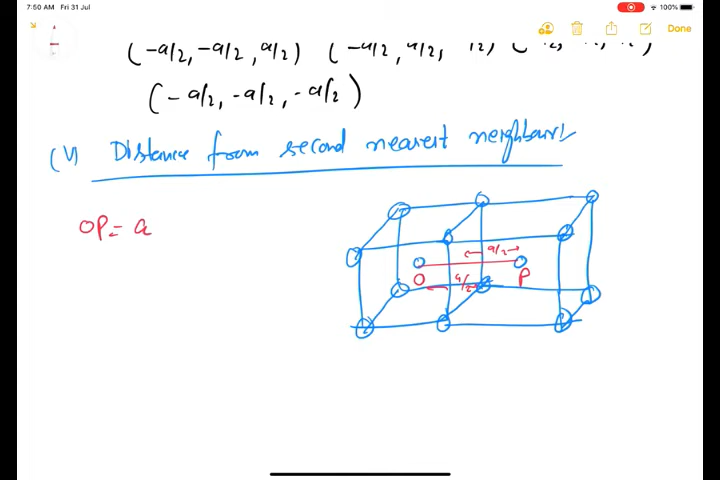 7:50 AM Fri 31 Jul
100%
Done
(-a/2, -a/2, a/2) (-a/2, a/2,
(-a/2, -a/2, -a/2)
(V) Distance from second nearest neighbours
OP = a
a/2
O a/2 P